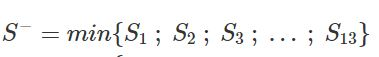 S⁻ = min{S₁ ; S₂ ; S₃ ; … ; S₁₃}